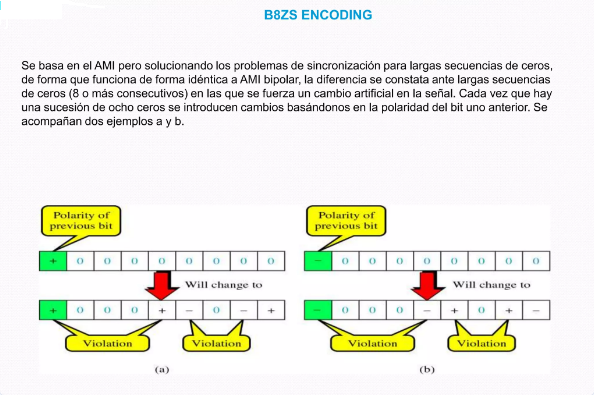 B8ZS ENCODING
Se basa en el AMI pero solucionando los problemas de sincronización para largas secuencias de ceros,
de forma que funciona de forma idéntica a AMI bipolar, la diferencia se constata ante largas secuencias
de ceros (8 o más consecutivos) en las que se fuerza un cambio artificial en la señal. Cada vez que hay
una sucesión de ocho ceros se introducen cambios basándonos en la polaridad del bit uno anterior. Se
acompañan dos ejemplos a y b.
Polarity of
previous bit
+ 0 0 0 0 0 0 0 0
Will change to
+ 0 0 0 + − 0 − +
Violation Violation
(a)
Polarity of
previous bit
− 0 0 0 0 0 0 0 0
Will change to
− 0 0 0 − + 0 + −
Violation Violation
(b)